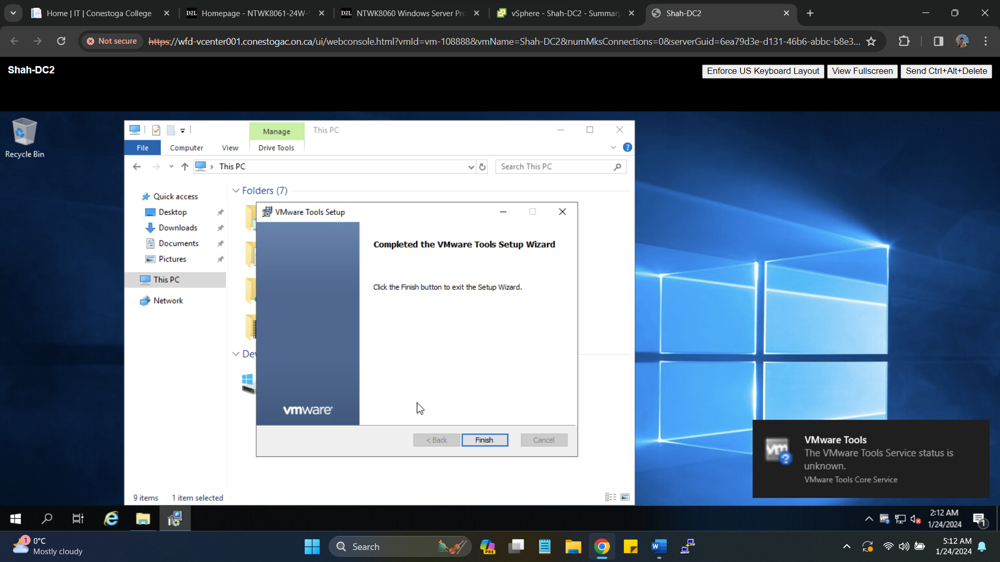 Home | IT | Conestoga College
D2L Homepage - NTWK8061-24W-S
D2L NTWK8060 Windows Server Pro
vSphere - Shah-DC2 - Summary
Shah-DC2
Not secure
https://wfd-vcenter001.conestogac.on.ca/ui/webconsole.html?vmId=vm-108888&vmName=Shah-DC2&numMksConnections=0&serverGuid=6ea79d3e-d131-46b6-abbc-b8e3...
Shah-DC2
Enforce US Keyboard Layout
View Fullscreen
Send Ctrl+Alt+Delete
Recycle Bin
Manage
This PC
File
Computer
View
Drive Tools
This PC
Search This PC
Quick access
Desktop
Downloads
Documents
Pictures
This PC
Network
Folders (7)
Dev
VMware Tools Setup
Completed the VMware Tools Setup Wizard
Click the Finish button to exit the Setup Wizard.
vmware
< Back
Finish
Cancel
9 items
1 item selected
vm
VMware Tools
The VMware Tools Service status is
unknown.
VMware Tools Core Service
2:12 AM
1/24/2024
1
1
0°C
Mostly cloudy
Search
PRE
5:12 AM
1/24/2024